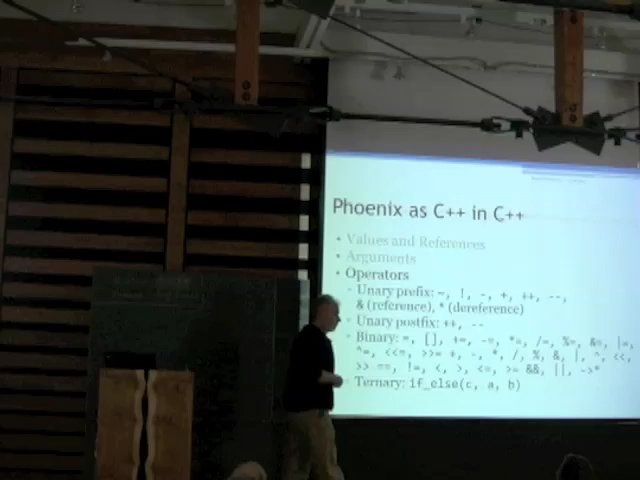 Phoenix as C++ in C++
• Values and References
• Arguments
• Operators
- Unary prefix: ~, !, -, +, ++, --,
& (reference), * (dereference)
- Unary postfix: ++, --
- Binary: =, [], +=, -=, *=, /=, %=, &=, |=,
^=, <<=, >>= +, -, *, /, %, &, |, ^, <<,
>> ==, !=, <, >, <=, >= &&, ||, ->*
Ternary: if_else(c, a, b)